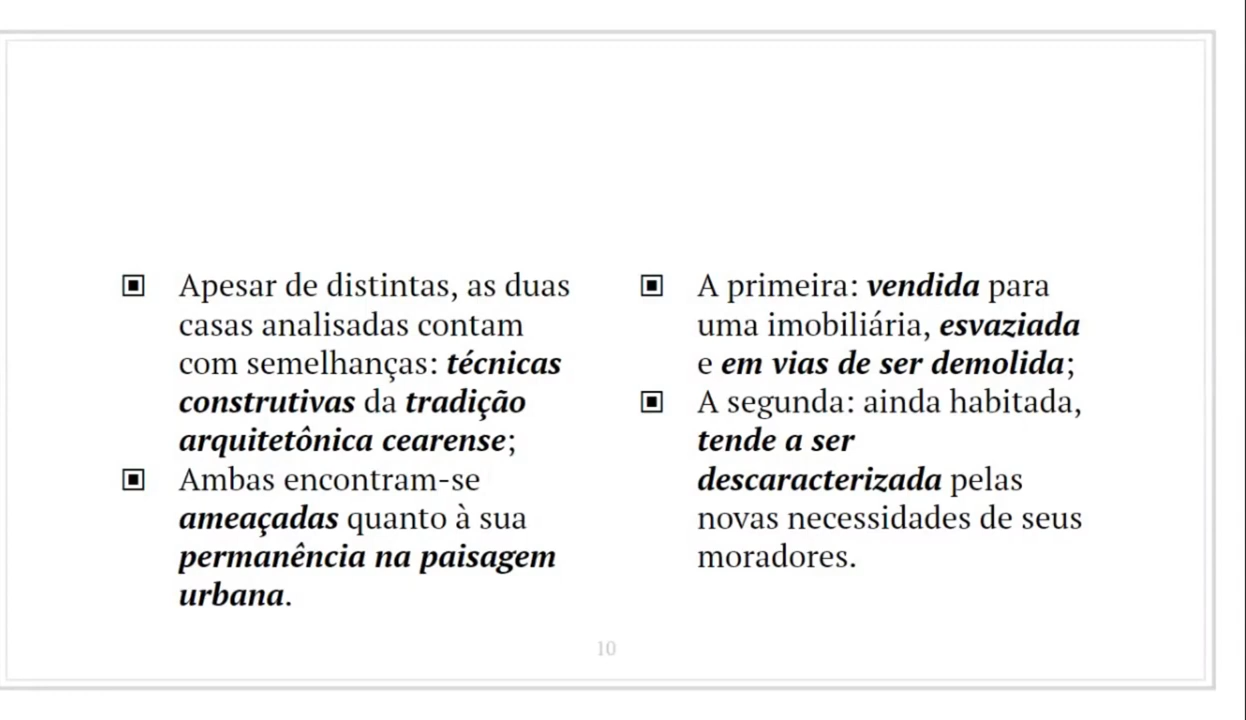 Apesar de distintas, as duas
casas analisadas contam
com semelhanças: técnicas
construtivas da tradição
arquitetônica cearense;
Ambas encontram-se
ameaçadas quanto à sua
permanência na paisagem
urbana.
A primeira: vendida para
uma imobiliária, esvaziada
e em vias de ser demolida;
A segunda: ainda habitada,
tende a ser
descaracterizada pelas
novas necessidades de seus
moradores.
10